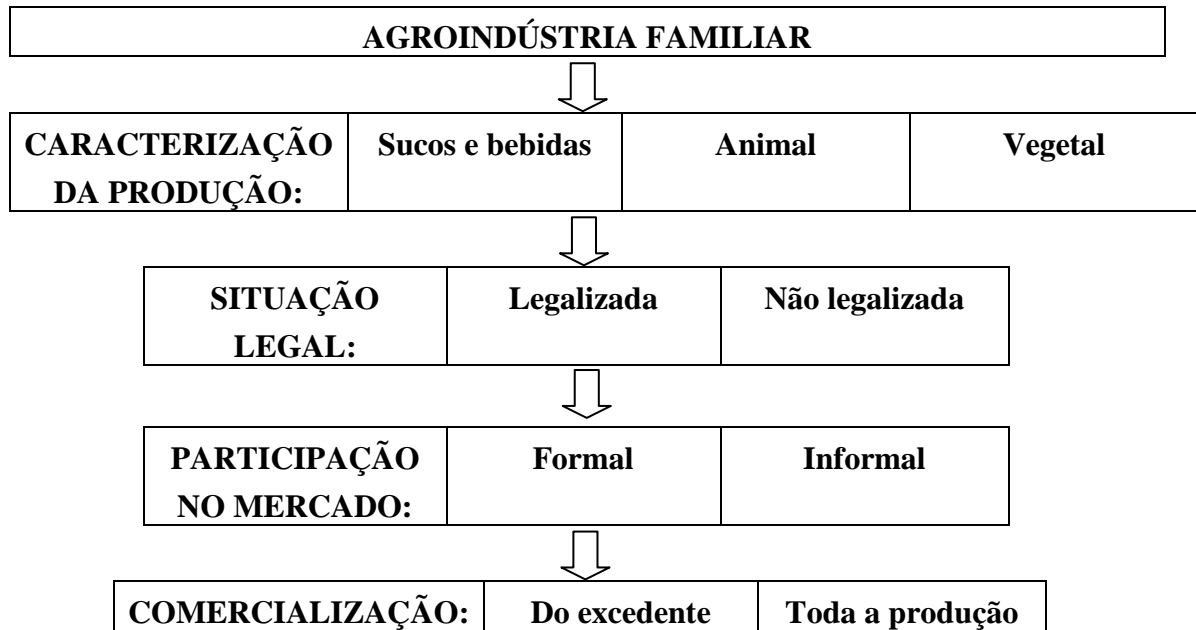 AGROINDÚSTRIA FAMILIAR
CARACTERIZAÇÃO DA PRODUÇÃO: Sucos e bebidas Animal Vegetal
SITUAÇÃO LEGAL: Legalizada Não legalizada
PARTICIPAÇÃO NO MERCADO: Formal Informal
COMERCIALIZAÇÃO: Do excedente Toda a produção